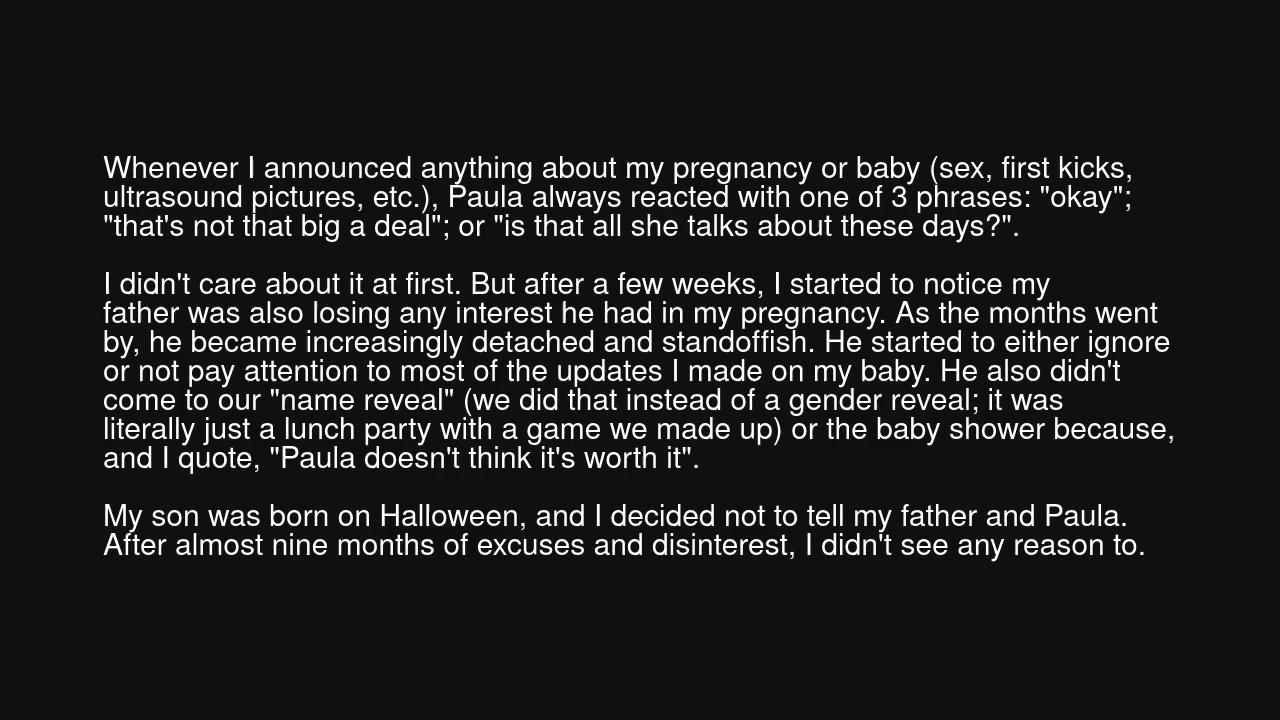 Whenever I announced anything about my pregnancy or baby (sex, first kicks,
ultrasound pictures, etc.), Paula always reacted with one of 3 phrases: "okay";
"that's not that big a deal"; or "is that all she talks about these days?".
I didn't care about it at first. But after a few weeks, I started to notice my
father was also losing any interest he had in my pregnancy. As the months went
by, he became increasingly detached and standoffish. He started to either ignore
or not pay attention to most of the updates I made on my baby. He also didn't
come to our "name reveal" (we did that instead of a gender reveal; it was
literally just a lunch party with a game we made up) or the baby shower because,
and I quote, "Paula doesn't think it's worth it".
My son was born on Halloween, and I decided not to tell my father and Paula.
After almost nine months of excuses and disinterest, I didn't see any reason to.